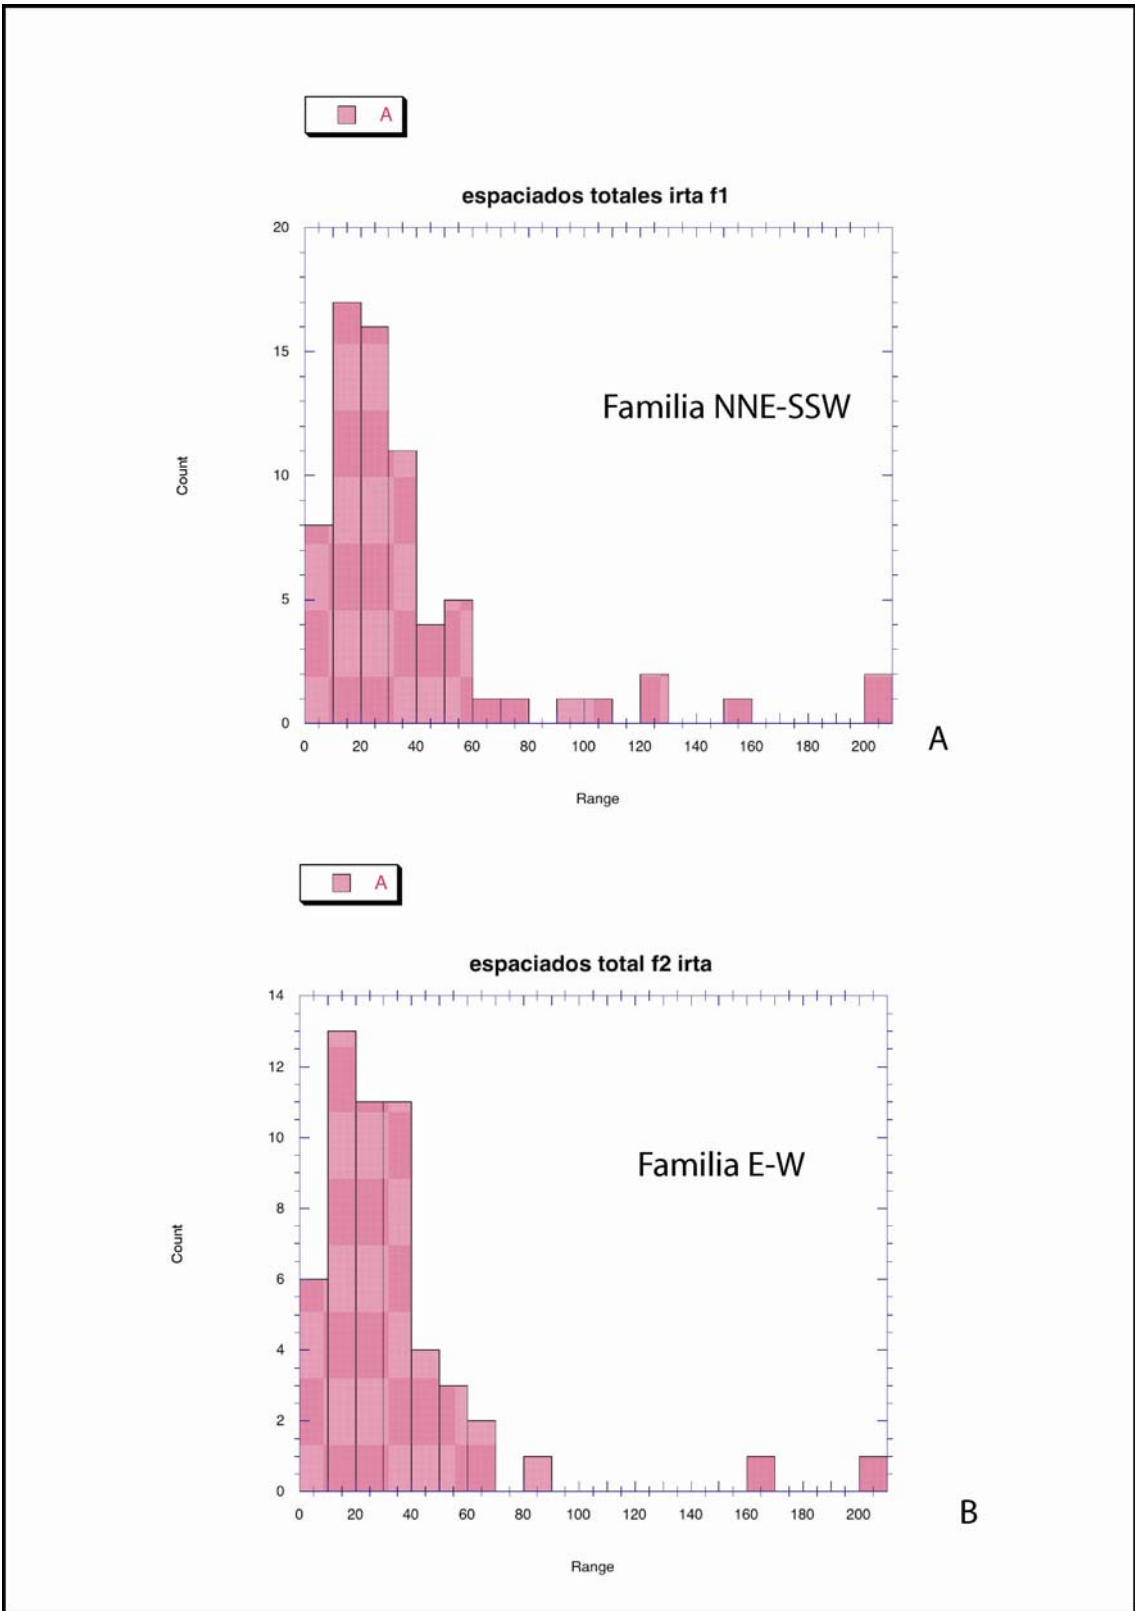 A
espaciados totales irta f1
20
15
10
5
0
Count
Familia NNE-SSW
0 20 40 60 80 100 120 140 160 180 200
Range
A
A
espaciados total f2 irta
14
12
10
8
6
4
2
0
Count
Familia E-W
0 20 40 60 80 100 120 140 160 180 200
Range
B